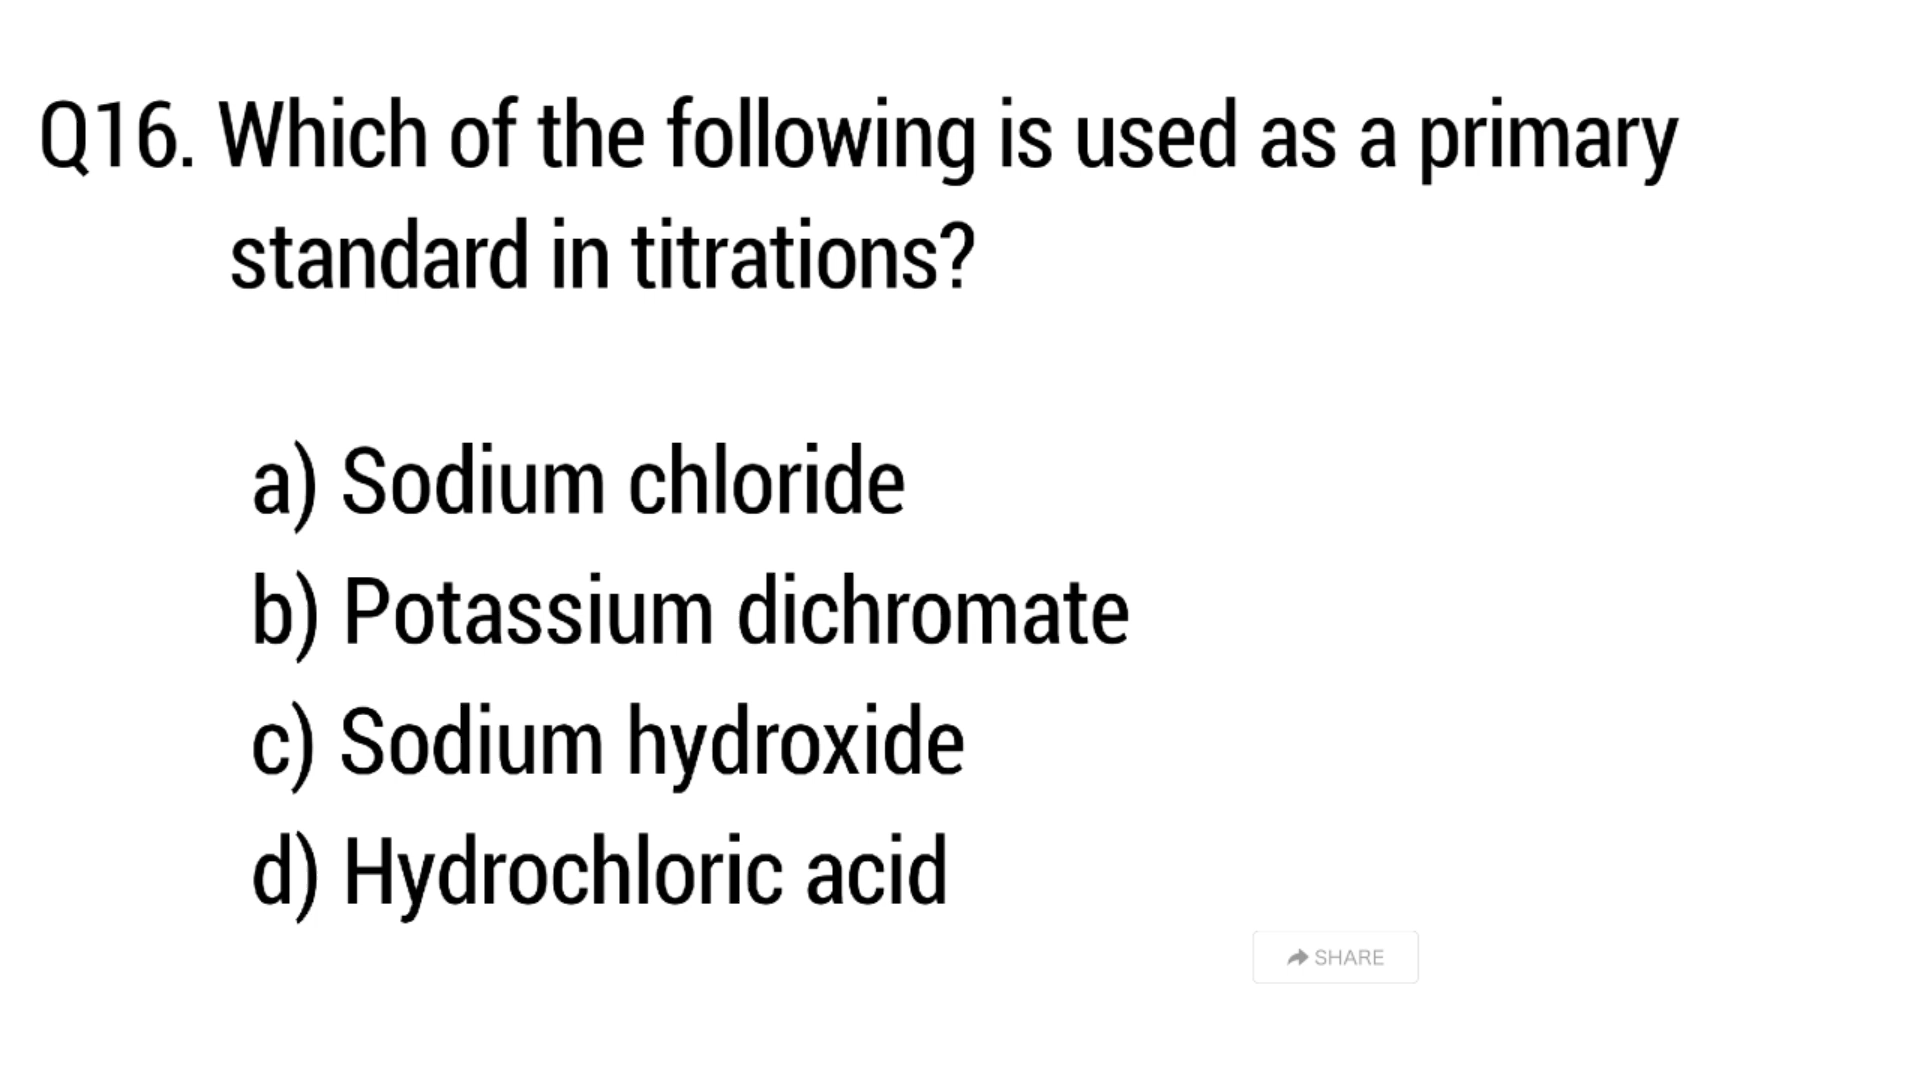 Q16. Which of the following is used as a primary
standard in titrations?
a) Sodium chloride
b) Potassium dichromate
c) Sodium hydroxide
d) Hydrochloric acid
SHARE